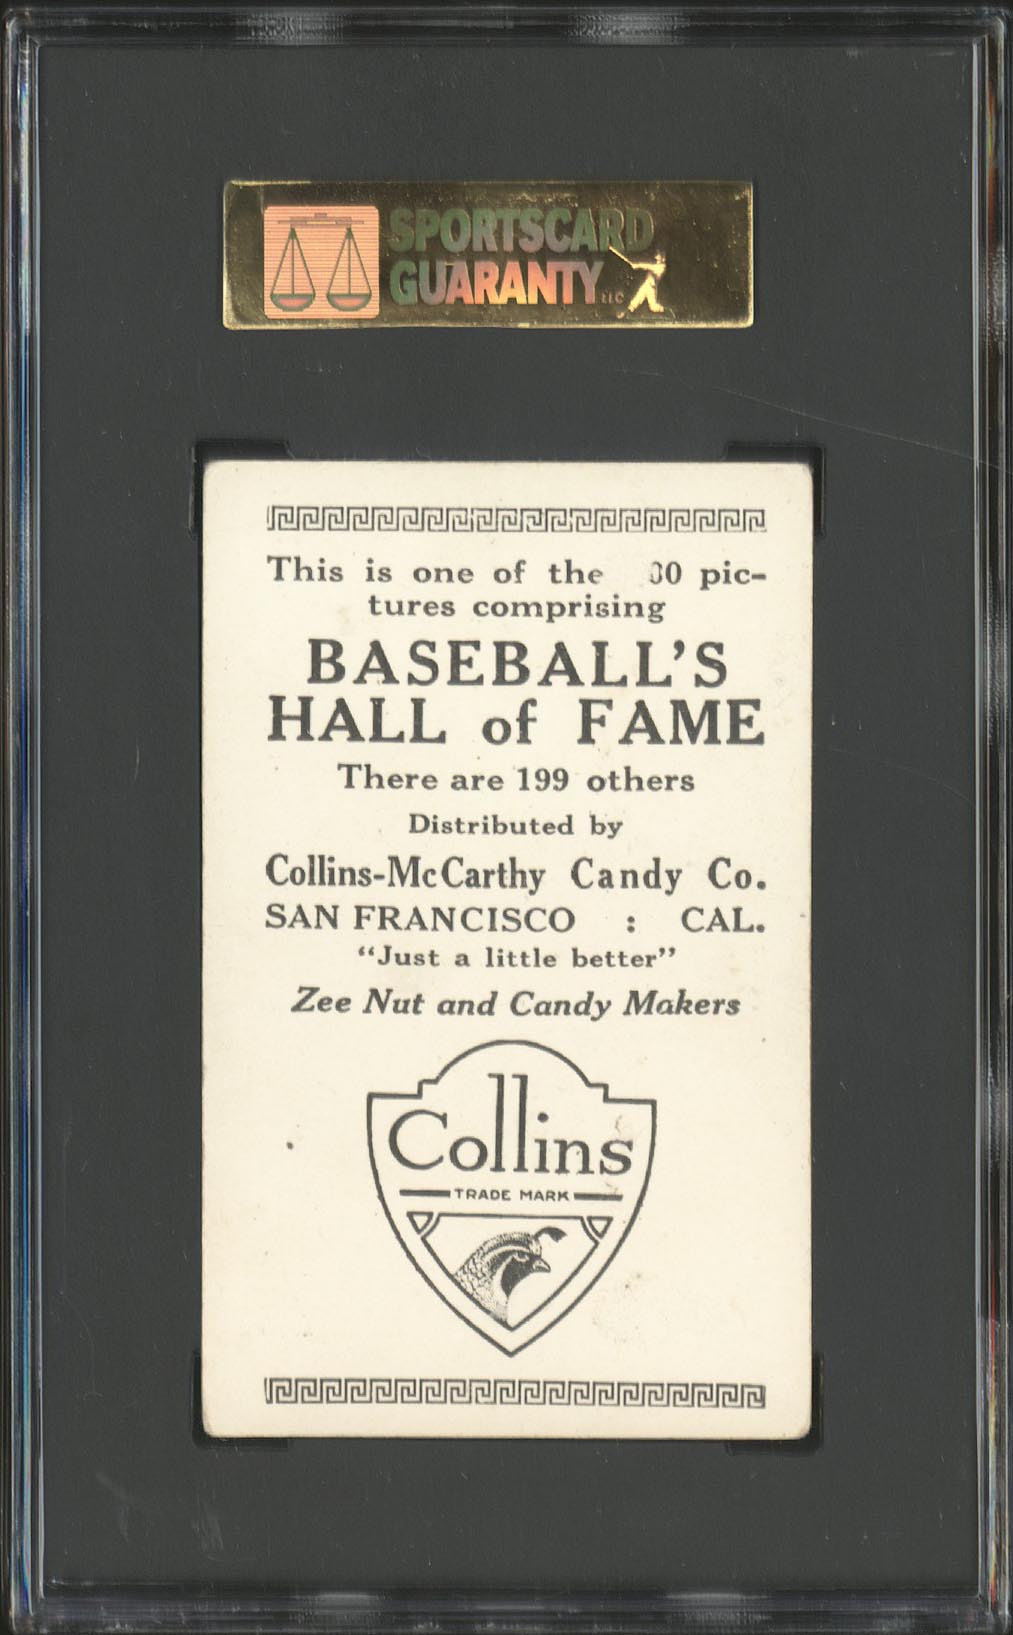 SPORTSCARD
GUARANTY LLC
This is one of the 00 pic-
tures comprising
BASEBALL'S
HALL of FAME
There are 199 others
Distributed by
Collins-McCarthy Candy Co.
SAN FRANCISCO : CAL.
"Just a little better"
Zee Nut and Candy Makers
Collins
TRADE MARK